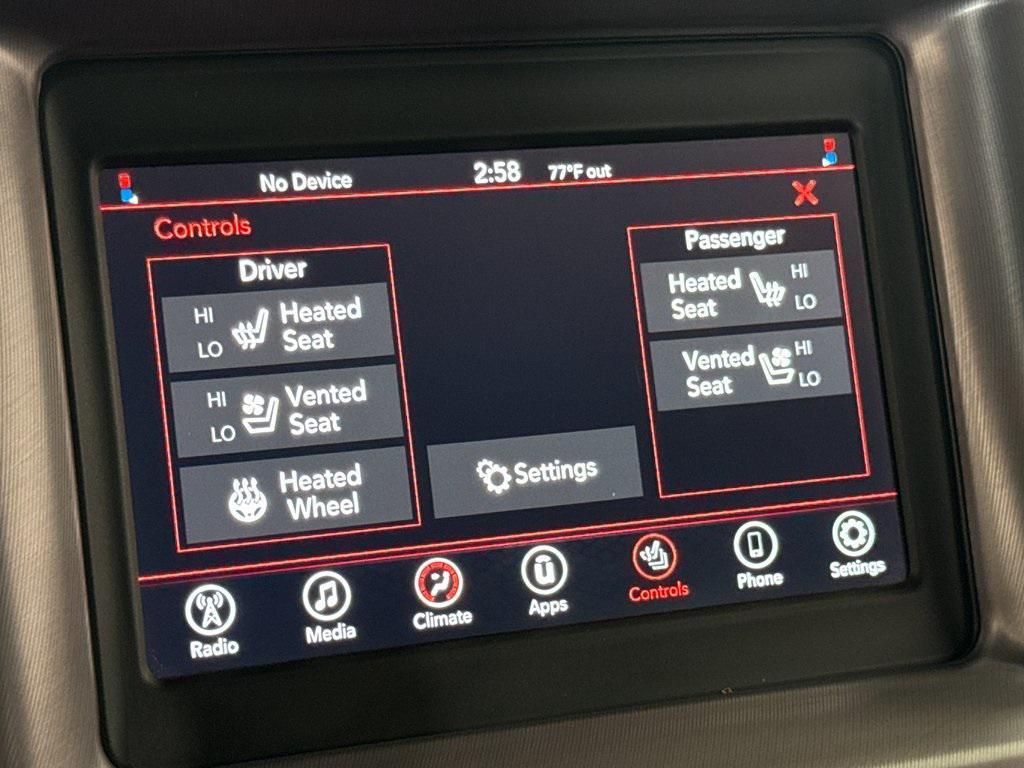 No Device 2:58 77°F out
Controls
Driver
HI
LO
Heated
Seat
HI
LO
Vented
Seat
Heated
Wheel
Settings
Passenger
Heated
Seat
HI
LO
Vented
Seat
HI
LO
Radio
Media
Climate
Apps
Controls
Phone
Settings